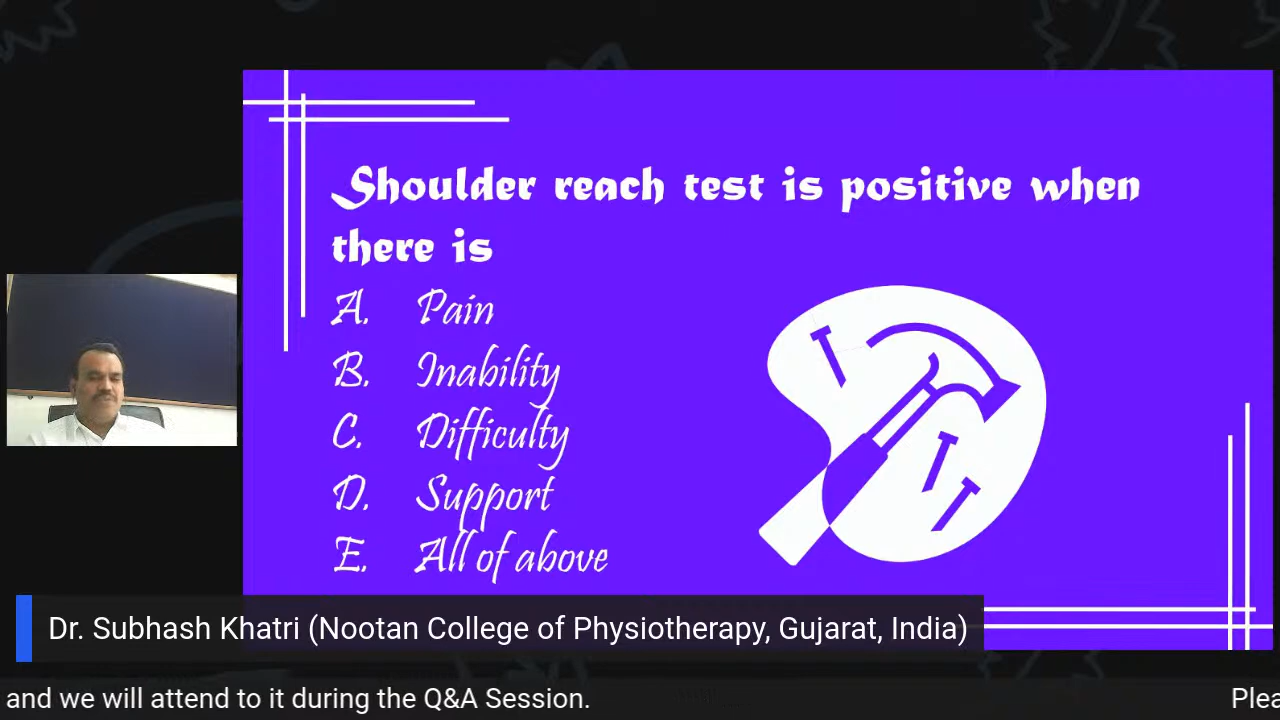 Shoulder reach test is positive when
there is
A. Pain
B. Inability
C. Difficulty
D. Support
E. All of above
Dr. Subhash Khatri (Nootan College of Physiotherapy, Gujarat, India)
and we will attend to it during the Q&A Session.